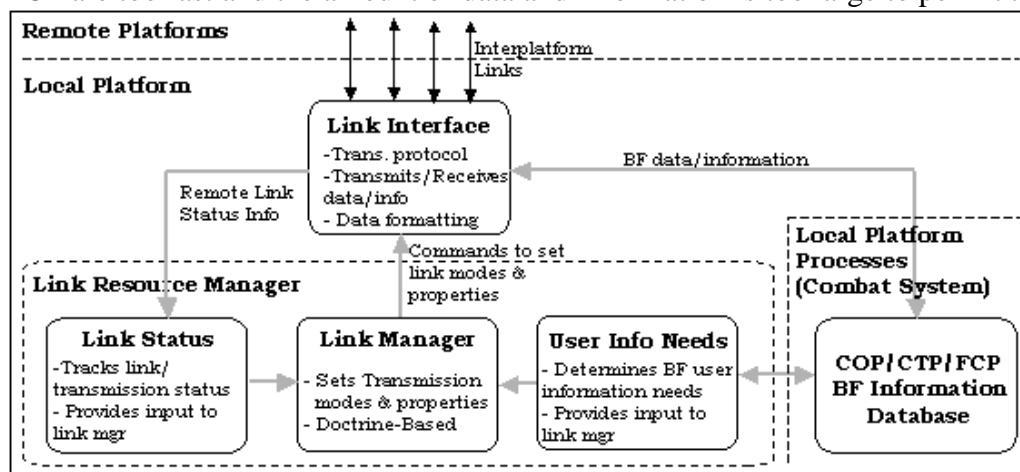 Remote Platforms
Interplatform
Links
Local Platform
Link Interface
-Trans. protocol
-Transmits/Receives
data/info
- Data formatting
BF data/information
Remote Link
Status Info
Commands to set
link modes &
properties
Local Platform
Processes
(Combat System)
Link Resource Manager
Link Status
-Tracks link/
transmission status
- Provides input to
link mgr
Link Manager
- Sets Transmission
modes & properties
- Doctrine-Based
User Info Needs
- Determines BF user
information needs
- Provides input to
link mgr
COP/CTP/FCP
BF Information
Database